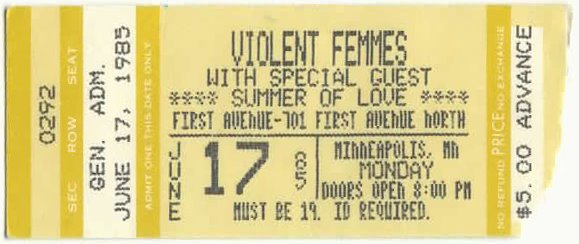 0292
SEC ROW SEAT
GEN. ADM.
JUNE 17, 1985
ADMIT ONE THIS DATE ONLY
VIOLENT FEMMES
WITH SPECIAL GUEST
**** SUMMER OF LOVE ****
FIRST AVENUE-701 FIRST AVENUE NORTH
JUNE
17
85
MINNEAPOLIS, MN
MONDAY
DOORS OPEN 8:00 PM
MUST BE 19. ID REQUIRED.
NO REFUND PRICE NO EXCHANGE
$5.00 ADVANCE